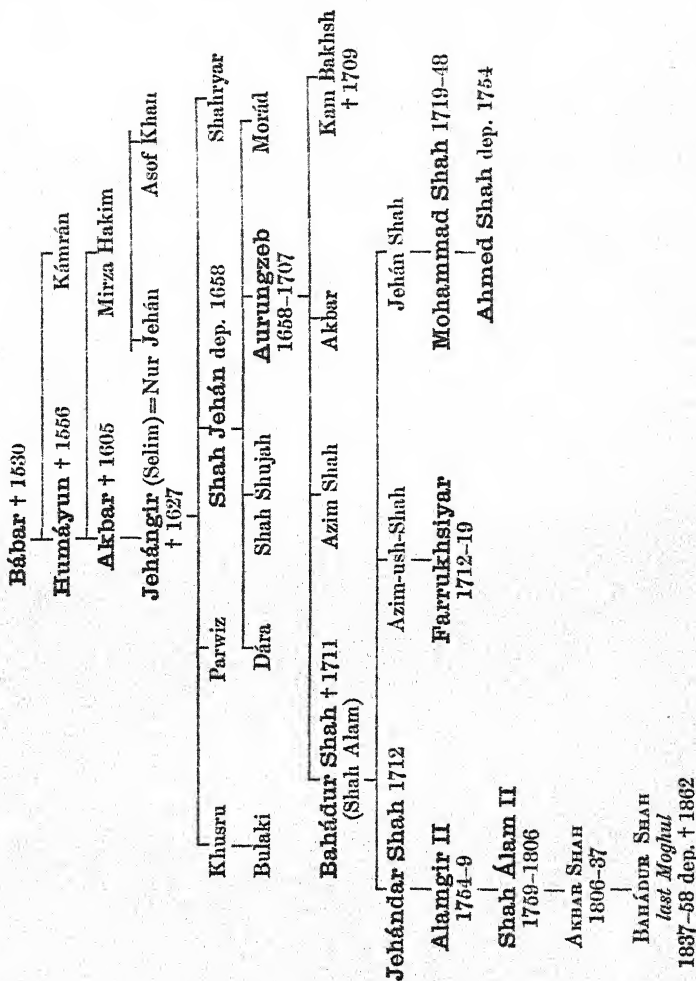 Bábar † 1530
Humáyun † 1556 Kámrán
Akbar † 1605 Mirza Hakim
Jehángir (Selim)=Nur Jehán Asof Khan
† 1627
Khusru Parwiz Shah Jehán dep. 1658 Shahryar
Bulaki Dára Shah Shujah Aurungzeb Morád
1658–1707
Bahádur Shah † 1711 Azim Shah Akbar Kam Bakhsh
(Shah Alam) † 1709
Jehándar Shah 1712 Azim-ush-Shah Jehán Shah
Alamgir II Farrukhsiyar Mohammad Shah 1719–48
1754–9 1712–19
Shah Álam II Ahmed Shah dep. 1754
1759–1806
AKBAR SHAH
1806–37
BAHÁDUR SHAH
last Moghul
1837–58 dep. † 1862